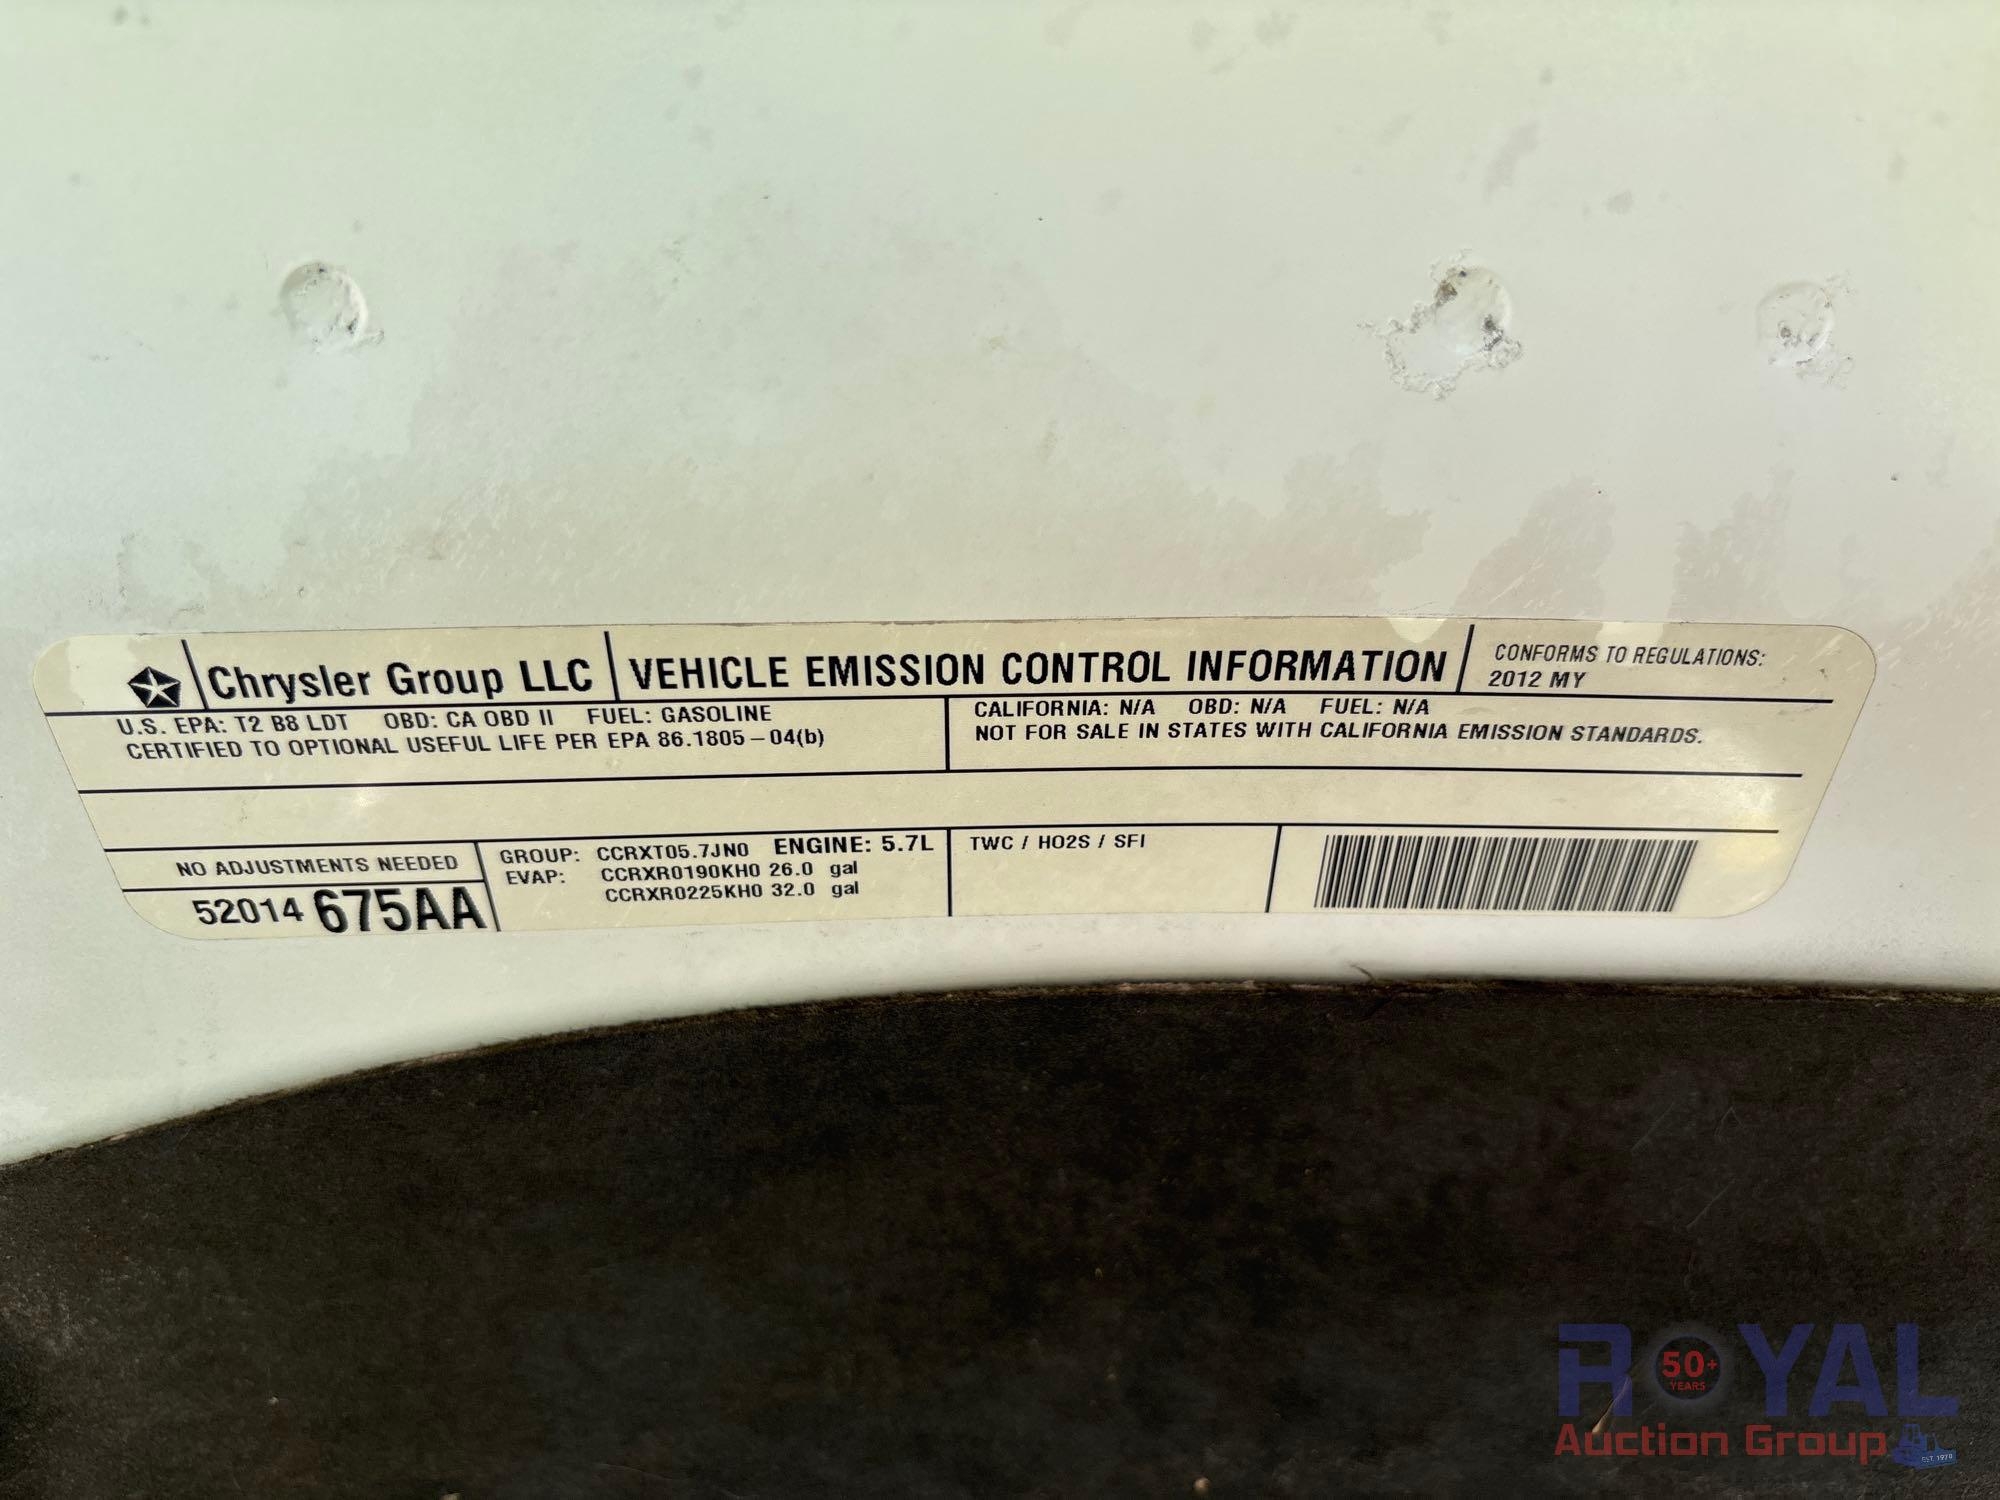 Chrysler Group LLC VEHICLE EMISSION CONTROL INFORMATION CONFORMS TO REGULATIONS:
2012 MY
U.S. EPA: T2 B8 LDT OBD: CA OBD II FUEL: GASOLINE
CERTIFIED TO OPTIONAL USEFUL LIFE PER EPA 86.1805-04(b)
CALIFORNIA: N/A OBD: N/A FUEL: N/A
NOT FOR SALE IN STATES WITH CALIFORNIA EMISSION STANDARDS.
NO ADJUSTMENTS NEEDED
52014 675AA
GROUP: CCRXT05.7JN0 ENGINE: 5.7L
EVAP: CCRXR0190KH0 26.0 gal
CCRXR0225KH0 32.0 gal
TWC / HO2S / SFI
ROYAL
50+
YEARS
Auction Group
EST. 1970